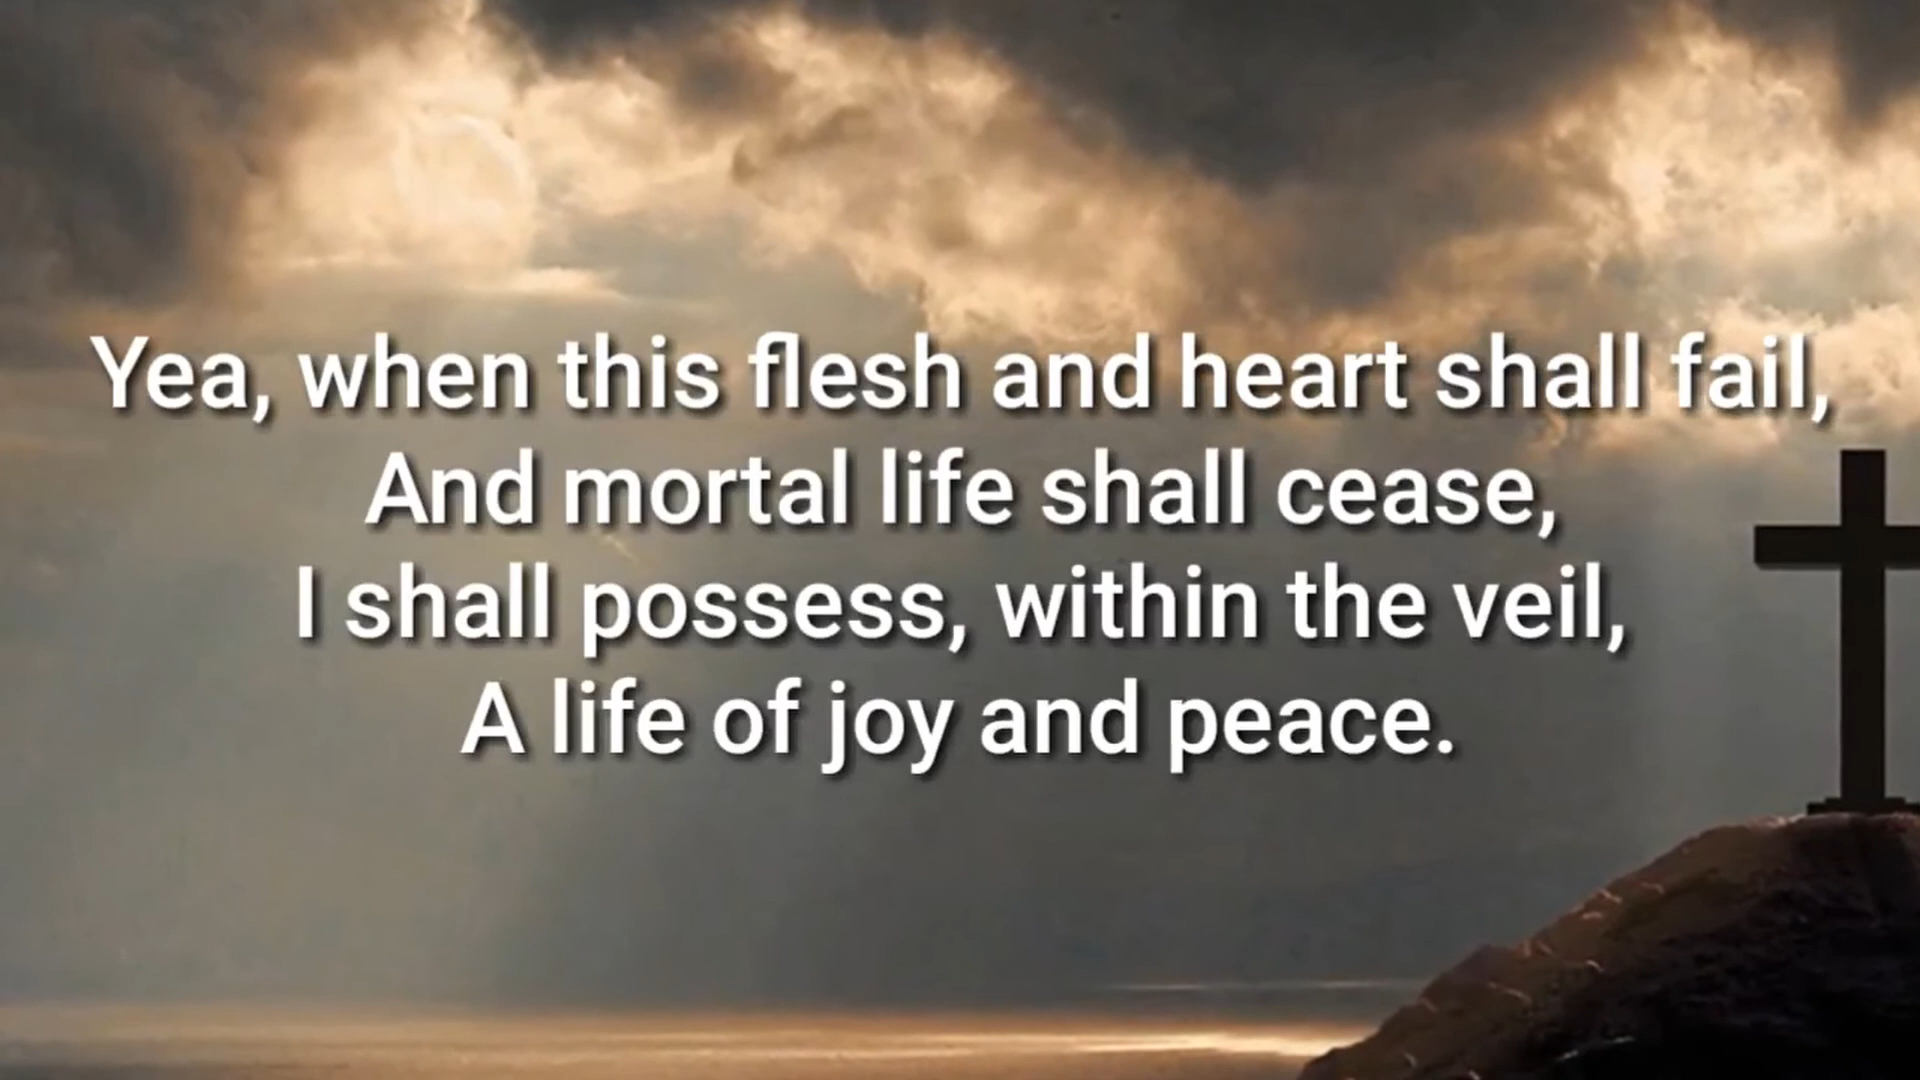 Yea, when this flesh and heart shall fail,
And mortal life shall cease,
I shall possess, within the veil,
A life of joy and peace.